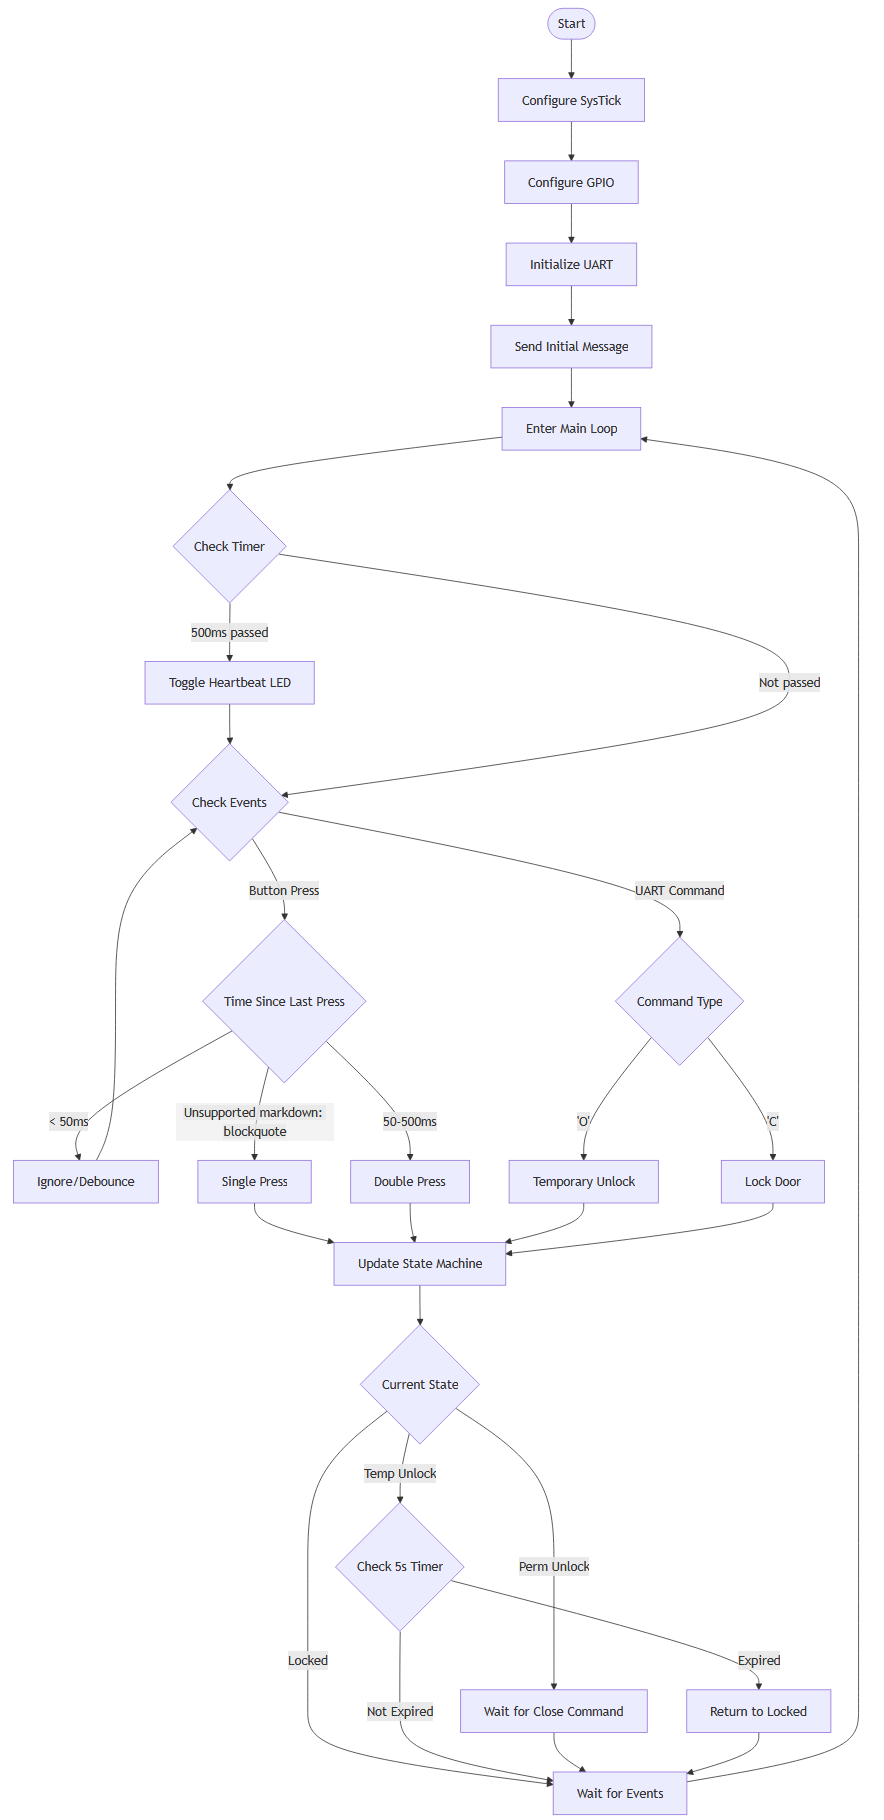 Start
Configure SysTick
Configure GPIO
Initialize UART
Send Initial Message
Enter Main Loop
Check Timer
500ms passed
Toggle Heartbeat LED
Not passed
Check Events
Button Press
UART Command
Time Since Last Press
Command Type
< 50ms
Unsupported markdown:
blockquote
50-500ms
'O'
'C'
Ignore/Debounce
Single Press
Double Press
Temporary Unlock
Lock Door
Update State Machine
Current State
Temp Unlock
Check 5s Timer
Perm Unlock
Locked
Expired
Not Expired
Wait for Close Command
Return to Locked
Wait for Events